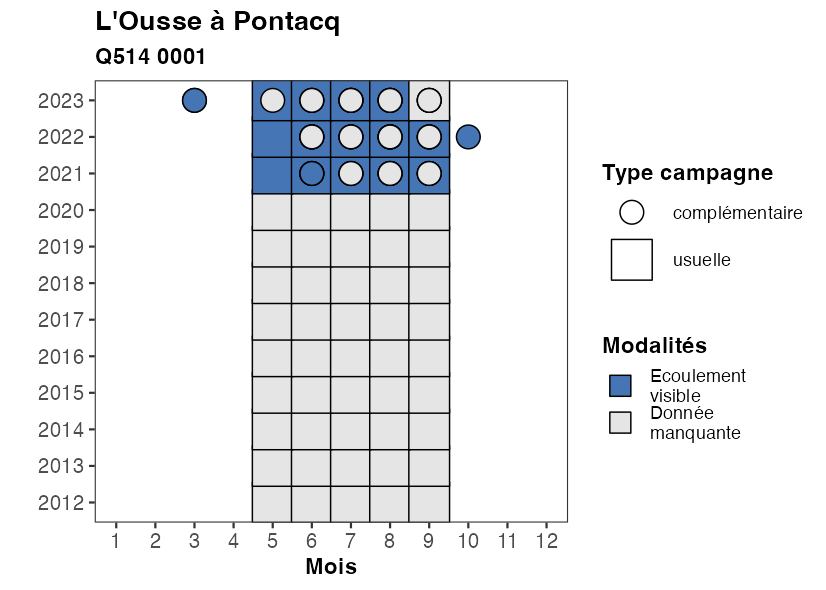 L'Ousse à Pontacq
Q514 0001
2023
2022
2021
2020
2019
2018
2017
2016
2015
2014
2013
2012
1 2 3 4 5 6 7 8 9 10 11 12
Mois
Type campagne
complémentaire
usuelle
Modalités
Ecoulement
visible
Donnée
manquante